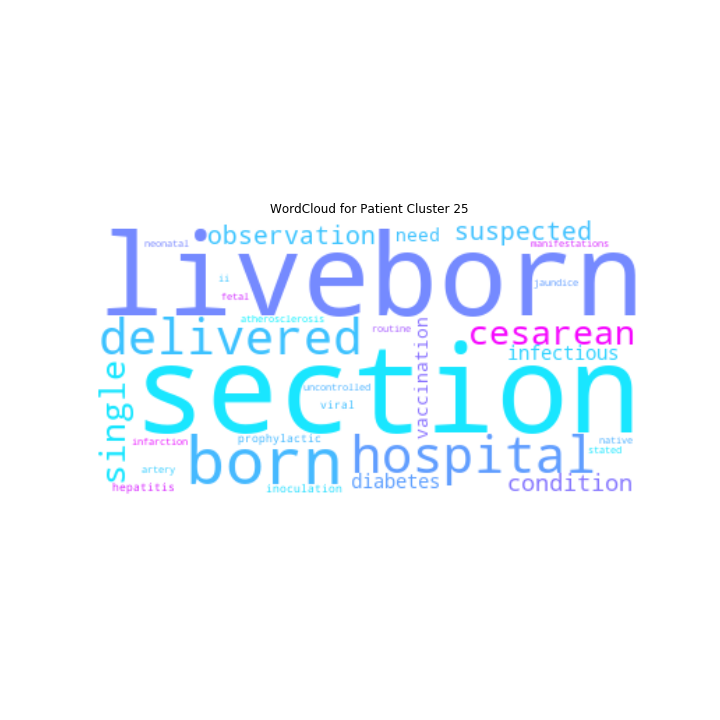 WordCloud for Patient Cluster 25
neonatal
observation
need
suspected
manifestations
liveborn
ii
fetal
jaundice
atherosclerosis
delivered
routine
cesarean
vaccination
infectious
single
section
uncontrolled
viral
infarction
prophylactic
born
hospital
native
stated
artery
hepatitis
inoculation
diabetes
condition